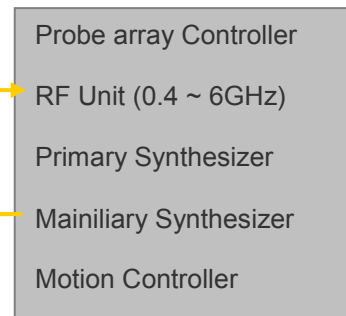 Probe array Controller
RF Unit (0.4 ~ 6GHz)
Primary Synthesizer
Mainiliary Synthesizer
Motion Controller